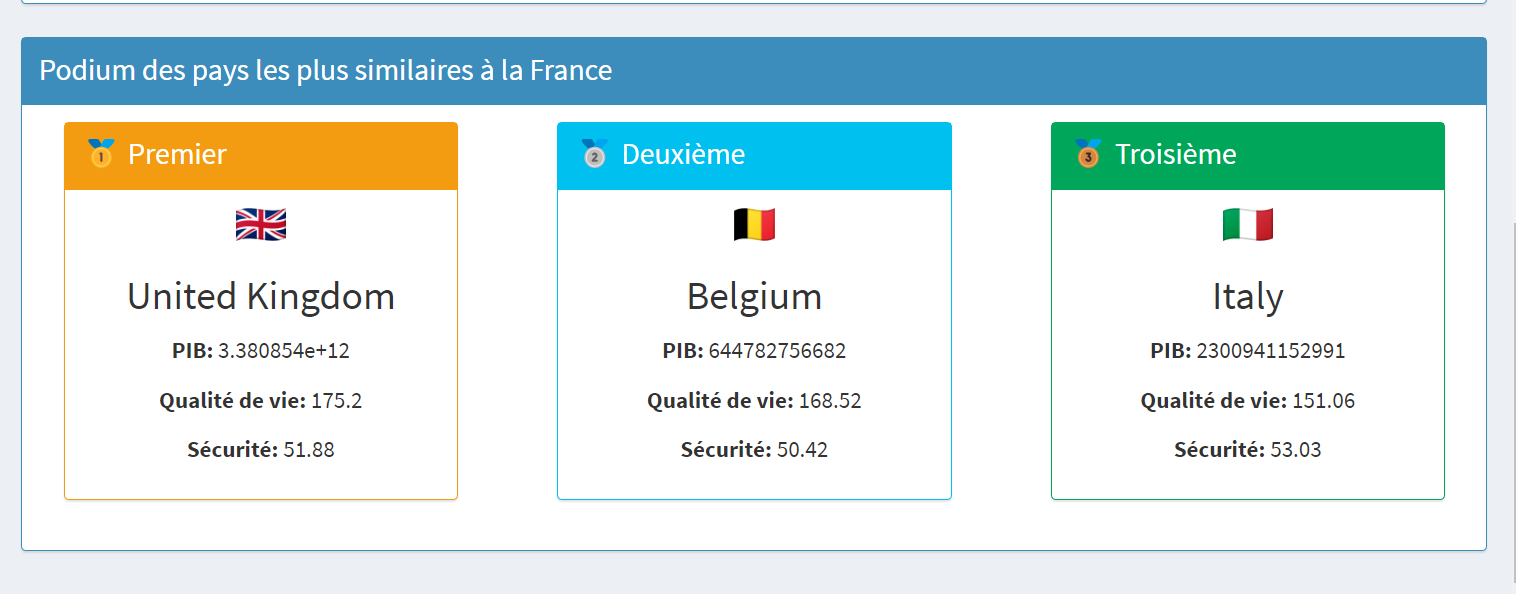 Podium des pays les plus similaires à la France
1 Premier
United Kingdom
PIB: 3.380854e+12
Qualité de vie: 175.2
Sécurité: 51.88
2 Deuxième
Belgium
PIB: 644782756682
Qualité de vie: 168.52
Sécurité: 50.42
3 Troisième
Italy
PIB: 2300941152991
Qualité de vie: 151.06
Sécurité: 53.03